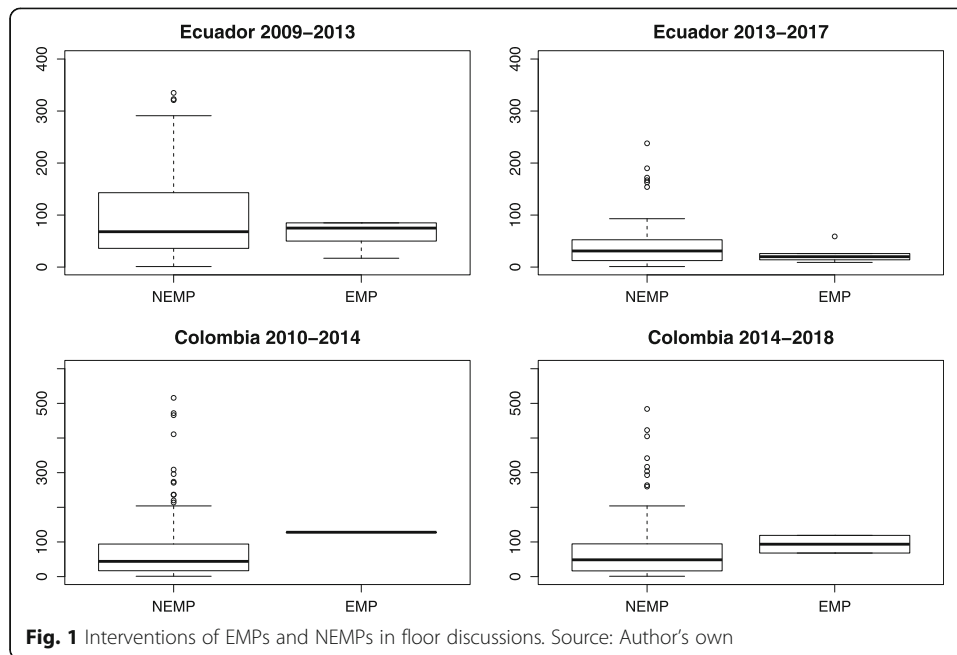 Ecuador 2009–2013
400
300
200
100
0
NEMP EMP
Ecuador 2013–2017
400
300
200
100
0
NEMP EMP
Colombia 2010–2014
500
300
100
0
NEMP EMP
Colombia 2014–2018
500
300
100
0
NEMP EMP
Fig. 1 Interventions of EMPs and NEMPs in floor discussions. Source: Author's own